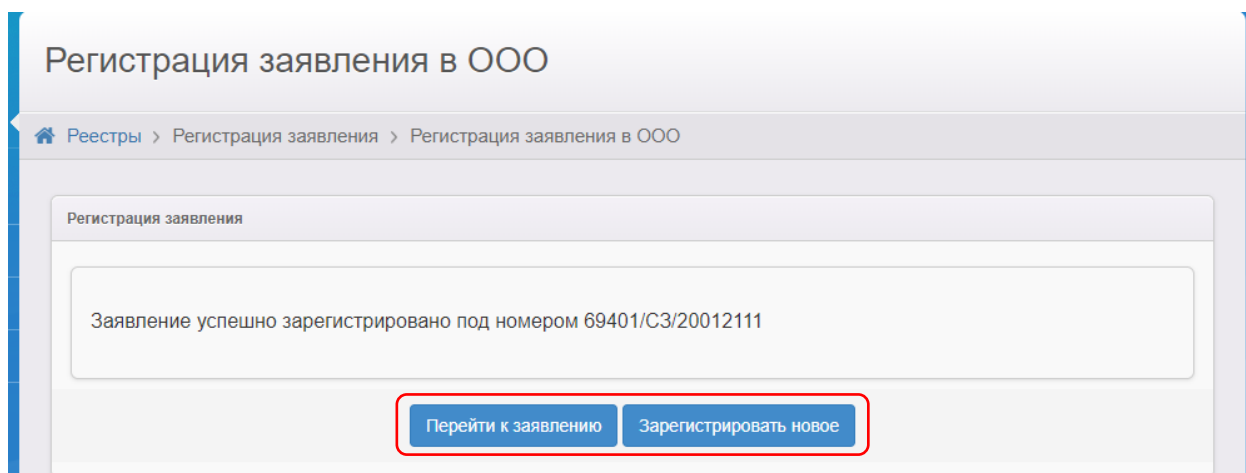 Регистрация заявления в ООО
Реестры > Регистрация заявления > Регистрация заявления в ООО
Регистрация заявления
Заявление успешно зарегистрировано под номером 69401/СЗ/20012111
Перейти к заявлению Зарегистрировать новое